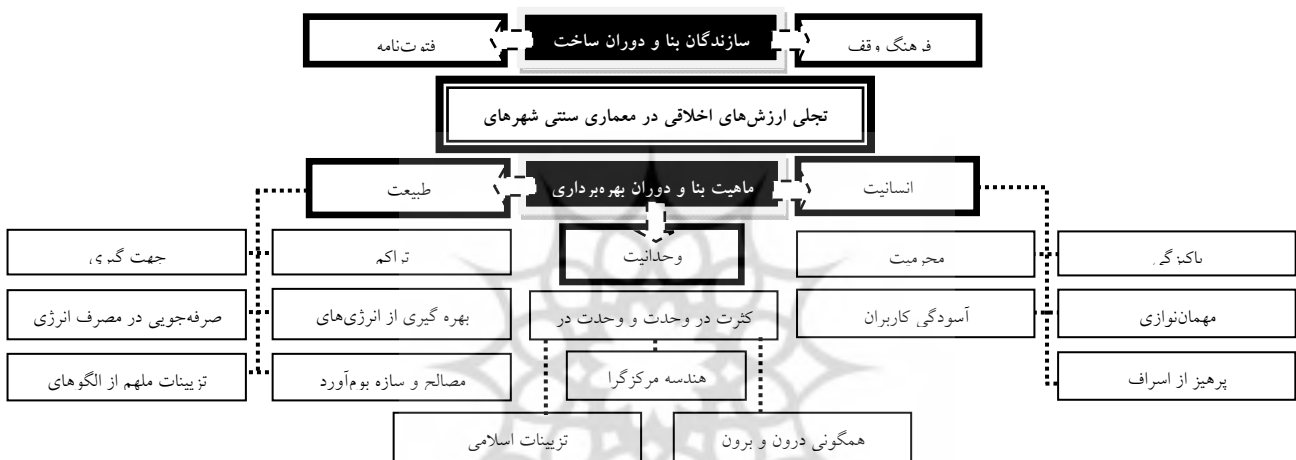 فرهنگ وقف
سازندگان بنا و دوران ساخت
فتوت‌نامه
تجلی ارزش‌های اخلاقی در معماری سنتی شهرهای
انسانیت
ماهیت بنا و دوران بهره‌برداری
طبیعت
وحدانیت
پاکیزگی
محرمیت
تراکم
جهت گیری
مهمان‌نوازی
آسودگی کاربران
کثرت در وحدت و وحدت در
بهره گیری از انرژی‌های
صرفه‌جویی در مصرف انرژی
پرهیز از اسراف
هندسه مرکزگرا
مصالح و سازه بوم‌آورد
تزیینات ملهم از الگوهای
همگونی درون و برون
تزیینات اسلامی